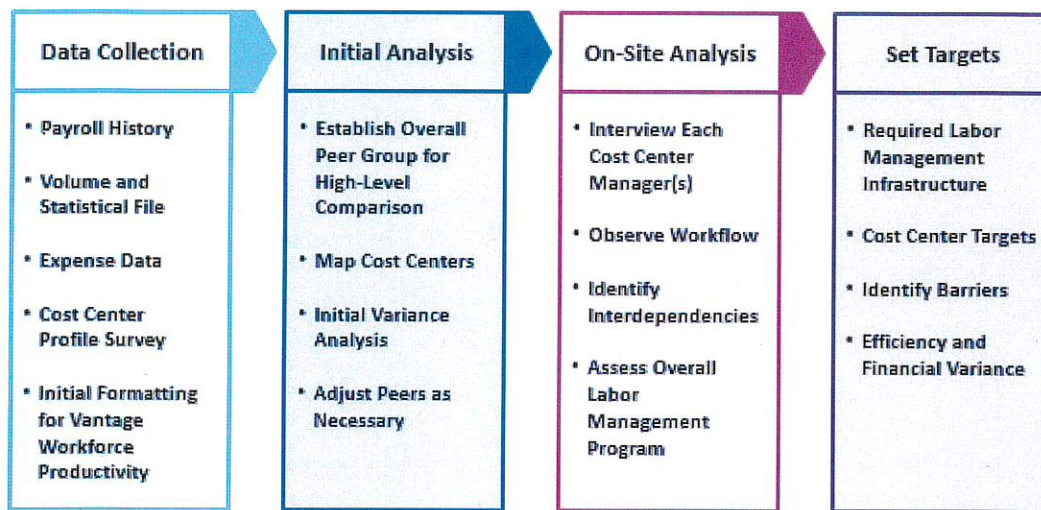 Data Collection
• Payroll History
• Volume and
Statistical File
• Expense Data
• Cost Center
Profile Survey
• Initial Formatting
for Vantage
Workforce
Productivity
Initial Analysis
• Establish Overall
Peer Group for
High-Level
Comparison
• Map Cost Centers
• Initial Variance
Analysis
• Adjust Peers as
Necessary
On-Site Analysis
• Interview Each
Cost Center
Manager(s)
• Observe Workflow
• Identify
Interdependencies
• Assess Overall
Labor
Management
Program
Set Targets
• Required Labor
Management
Infrastructure
• Cost Center Targets
• Identify Barriers
• Efficiency and
Financial Variance